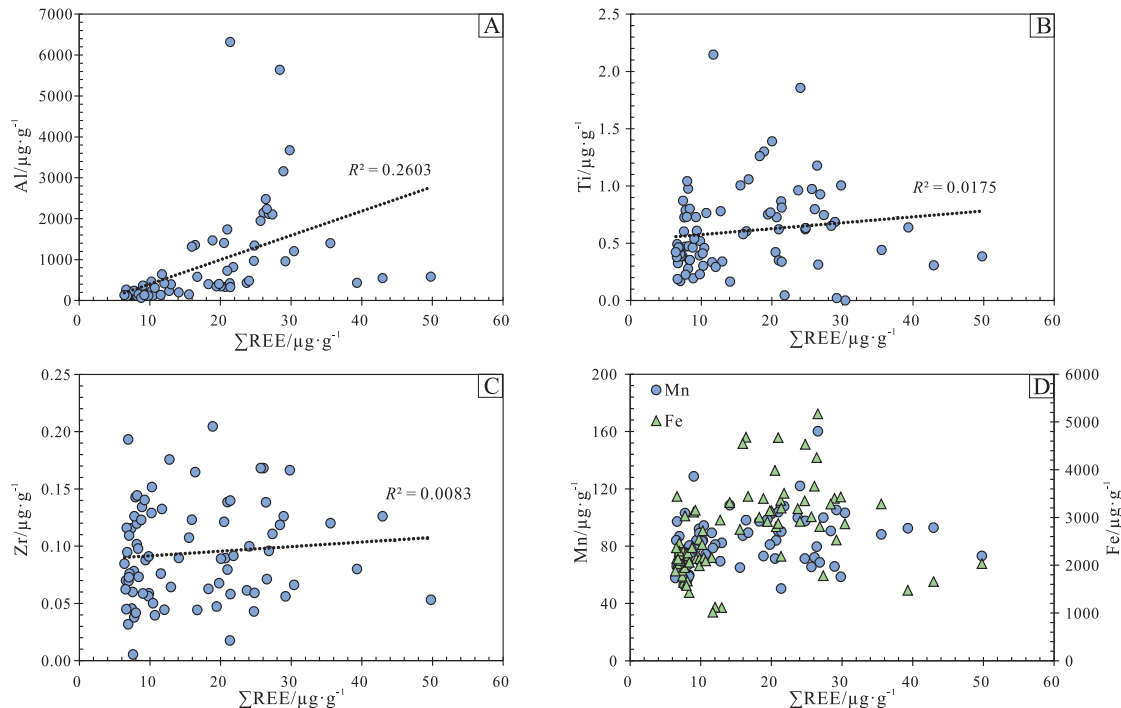 A
7000
6000
5000
4000
3000
2000
1000
0
Al/μg·g⁻¹
R² = 0.2603
0 10 20 30 40 50 60
∑REE/μg·g⁻¹
B
2.5
2.0
1.5
1.0
0.5
0.0
Ti/μg·g⁻¹
R² = 0.0175
0 10 20 30 40 50 60
∑REE/μg·g⁻¹
C
0.25
0.20
0.15
0.10
0.05
0.00
Zr/μg·g⁻¹
R² = 0.0083
0 10 20 30 40 50 60
∑REE/μg·g⁻¹
D
Mn
Fe
200
160
120
80
40
0
Mn/μg·g⁻¹
6000
5000
4000
3000
2000
1000
0
Fe/μg·g⁻¹
0 10 20 30 40 50 60
∑REE/μg·g⁻¹